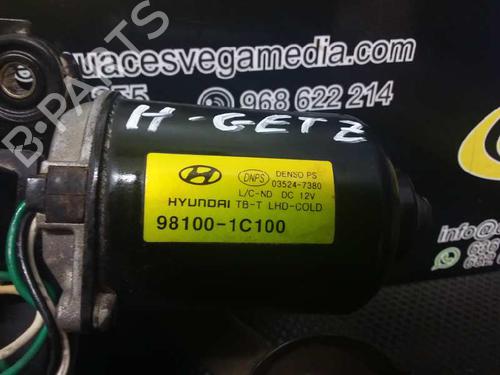 uacesvegamedia.com
355
968 622 214
H-GETZ
B-PARTS
DNPS DENSO PS
03524-7380
L/C-ND DC 12V
HYUNDAI TB-T LHD-COLD
98100-1C100
info@